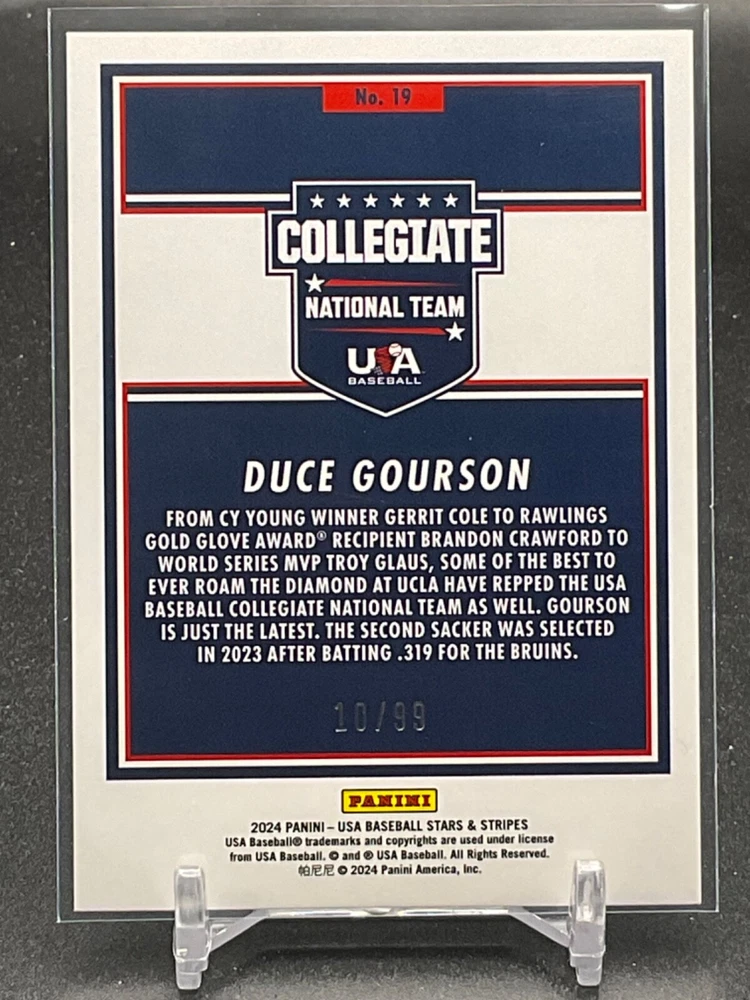 No. 19
COLLEGIATE
NATIONAL TEAM
USA
BASEBALL
DUCE GOURSON
FROM CY YOUNG WINNER GERRIT COLE TO RAWLINGS
GOLD GLOVE AWARD® RECIPIENT BRANDON CRAWFORD TO
WORLD SERIES MVP TROY GLAUS, SOME OF THE BEST TO
EVER ROAM THE DIAMOND AT UCLA HAVE REPPED THE USA
BASEBALL COLLEGIATE NATIONAL TEAM AS WELL. GOURSON
IS JUST THE LATEST. THE SECOND SACKER WAS SELECTED
IN 2023 AFTER BATTING .319 FOR THE BRUINS.
10/99
PANINI
2024 PANINI – USA BASEBALL STARS & STRIPES
USA Baseball® trademarks and copyrights are used under license
from USA Baseball. © and ® USA Baseball. All Rights Reserved.
帕尼尼 © 2024 Panini America, Inc.